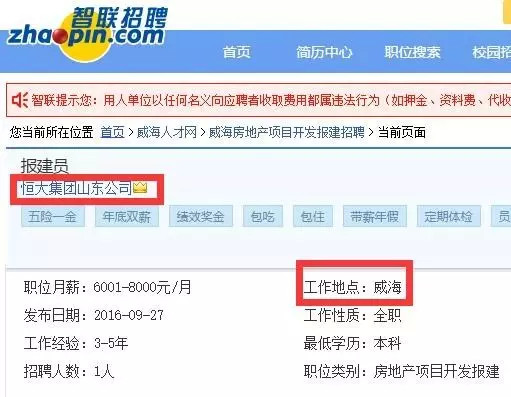 智联招聘
zhaopin.com
首页 简历中心 职位搜索 校园招
智联提示您：用人单位以任何名义向应聘者收取费用都属违法行为（如押金、资料费、代收
您当前所在位置 首页 > 威海人才网 > 威海房地产项目开发报建招聘 > 当前页面
报建员
恒大集团山东公司
五险一金 年底双薪 绩效奖金 包吃 包住 带薪年假 定期体检 员
职位月薪：6001-8000元/月 工作地点：威海
发布日期：2016-09-27 工作性质：全职
工作经验：3-5年 最低学历：本科
招聘人数：1人 职位类别：房地产项目开发报建